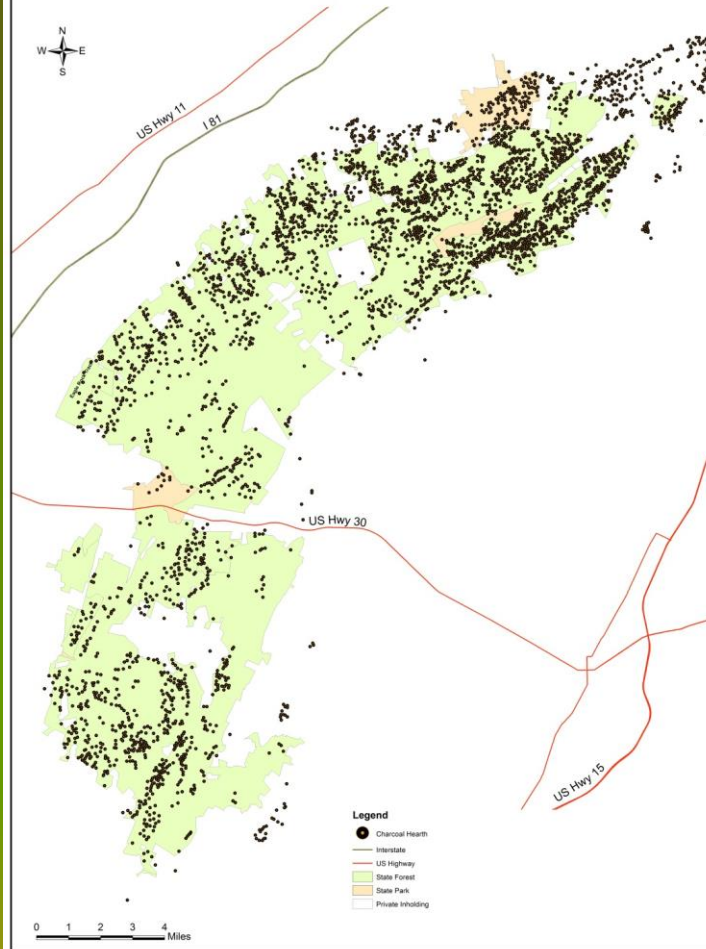 N
W E
S
US Hwy 11
I 81
US Hwy 30
US Hwy 15
Legend
Charcoal Hearth
Interstate
US Highway
State Forest
State Park
Private Inholding
0 1 2 3 4
Miles